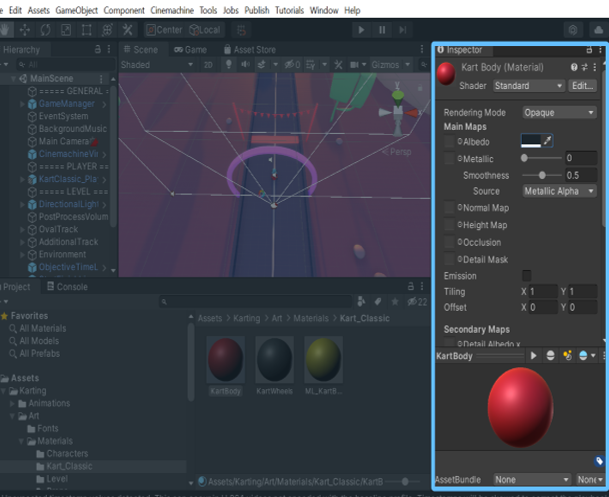 e Edit Assets GameObject Component Cinemachine Tools Jobs Publish Tutorials Window Help
Center Local
Hierarchy
Scene Game Asset Store
Inspector
All
Shaded 2D Gizmos
Kart Body (Material)
Shader Standard Edit...
MainScene
===== GENERAL =
GameManager
EventSystem
BackgroundMusic
Main Camera
CinemachineVi
===== PLAYER ==
KartClassic_Pla
===== LEVEL ===
DirectionalLight
PostProcessVolum
OvalTrack
AdditionalTrack
Environment
ObjectiveTimeL
Persp
Rendering Mode Opaque
Main Maps
Albedo
Metallic 0
Smoothness 0.5
Source Metallic Alpha
Normal Map
Height Map
Occlusion
Detail Mask
Emission
Tiling X 1 Y 1
Offset X 0 Y 0
Secondary Maps
Detail Albedo x
Project Console
22
Favorites
All Materials
All Models
All Prefabs
Assets
Karting
Animations
Art
Fonts
Materials
Characters
Kart_Classic
Level
Assets > Karting > Art > Materials > Kart_Classic
KartBody KartWheels ML_KartB...
Assets/Karting/Art/Materials/Kart_Classic/KartB
KartBody
AssetBundle None None